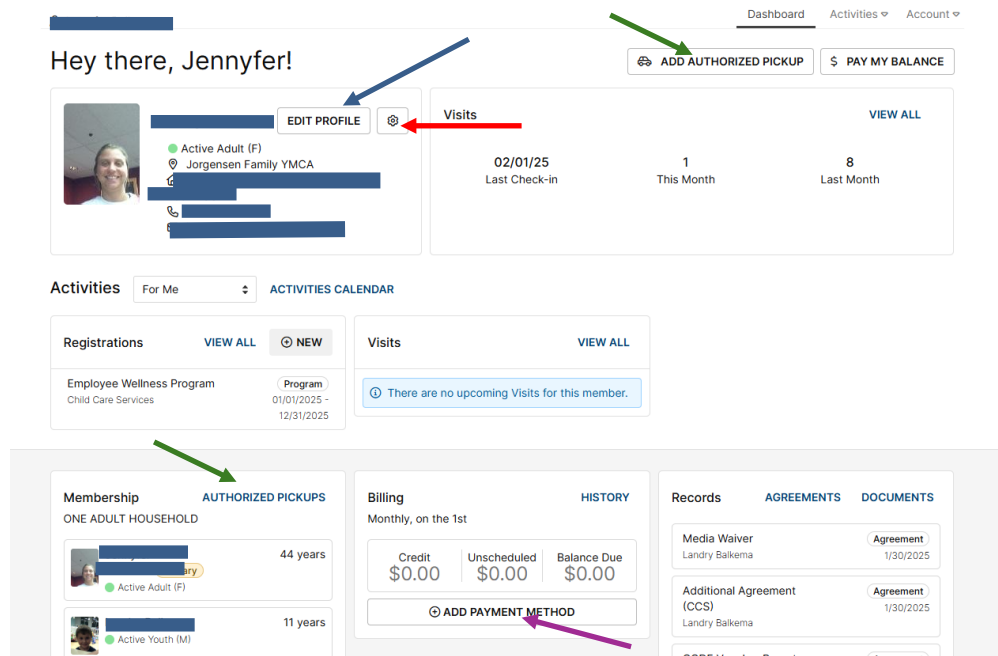 Dashboard Activities Account
Hey there, Jennyfer!
ADD AUTHORIZED PICKUP $ PAY MY BALANCE
EDIT PROFILE
Active Adult (F)
Jorgensen Family YMCA
Visits VIEW ALL
02/01/25 1 8
Last Check-in This Month Last Month
Activities For Me ACTIVITIES CALENDAR
Registrations VIEW ALL NEW
Employee Wellness Program Program
Child Care Services 01/01/2025 -
12/31/2025
Visits VIEW ALL
There are no upcoming Visits for this member.
Membership AUTHORIZED PICKUPS
ONE ADULT HOUSEHOLD
44 years
Active Adult (F)
11 years
Active Youth (M)
Billing HISTORY
Monthly, on the 1st
Credit Unscheduled Balance Due
$0.00 $0.00 $0.00
ADD PAYMENT METHOD
Records AGREEMENTS DOCUMENTS
Media Waiver Agreement
Landry Balkema 1/30/2025
Additional Agreement Agreement
(CCS) 1/30/2025
Landry Balkema